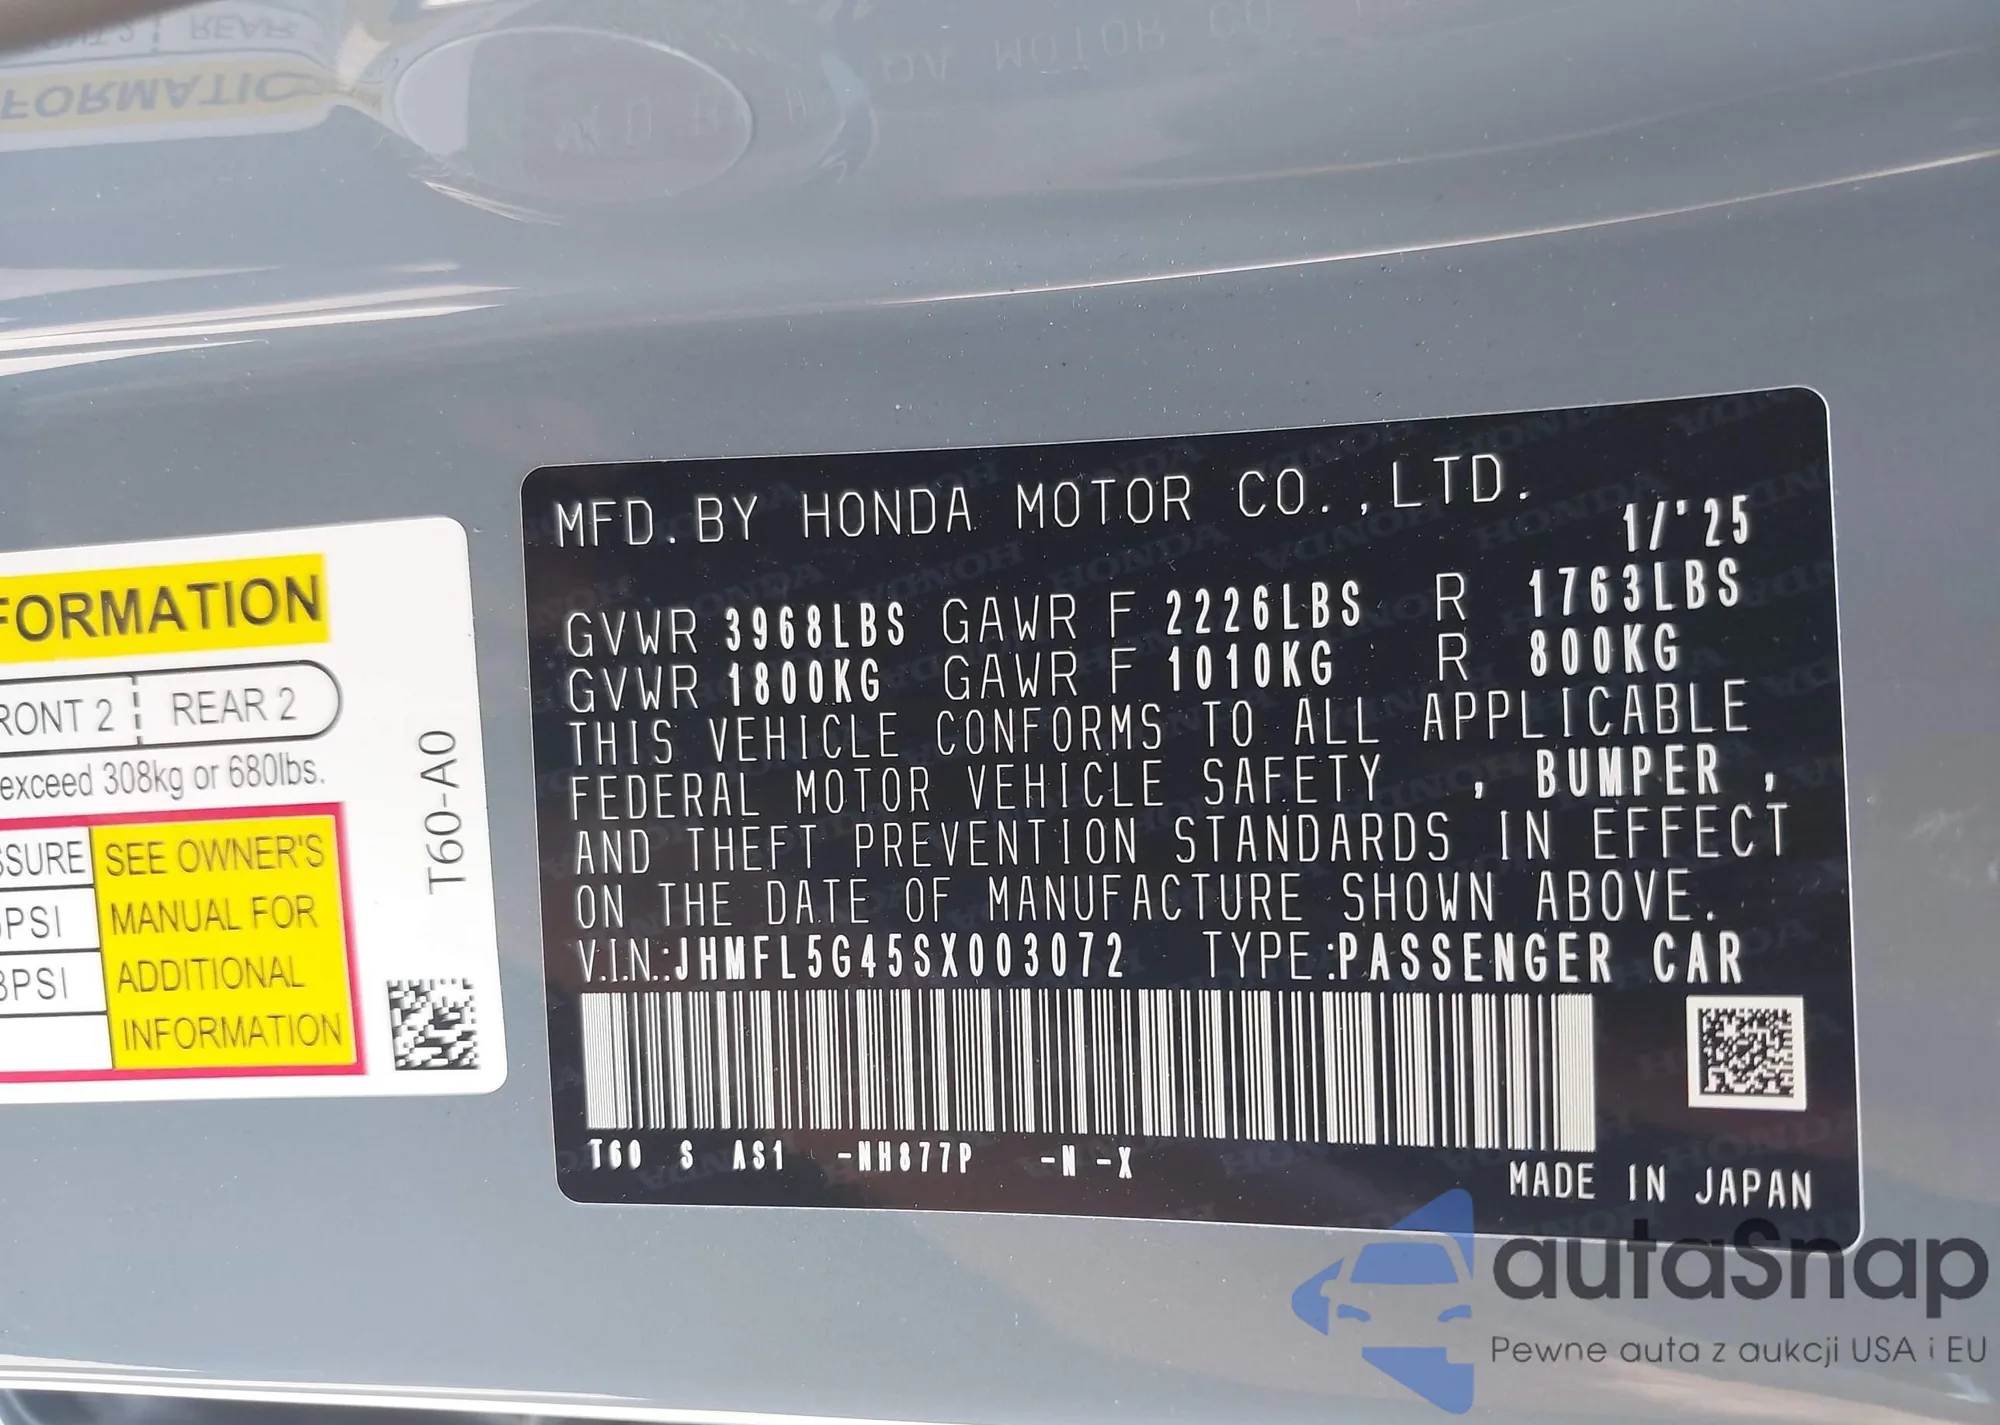 FORMATION
RONT 2 REAR 2
exceed 308kg or 680lbs.
SSURE
PSI
3PSI
SEE OWNER'S
MANUAL FOR
ADDITIONAL
INFORMATION
T60-A0
MFD.BY HONDA MOTOR CO.,LTD.
1/'25
GVWR 3968LBS GAWR F 2226LBS R 1763LBS
GVWR 1800KG GAWR F 1010KG R 800KG
THIS VEHICLE CONFORMS TO ALL APPLICABLE
FEDERAL MOTOR VEHICLE SAFETY , BUMPER ,
AND THEFT PREVENTION STANDARDS IN EFFECT
ON THE DATE OF MANUFACTURE SHOWN ABOVE.
V.I.N.:JHMFL5G45SX003072 TYPE:PASSENGER CAR
T60 S AS1 -NH877P -N -X
MADE IN JAPAN
autaSnap
Pewne auta z aukcji USA i EU